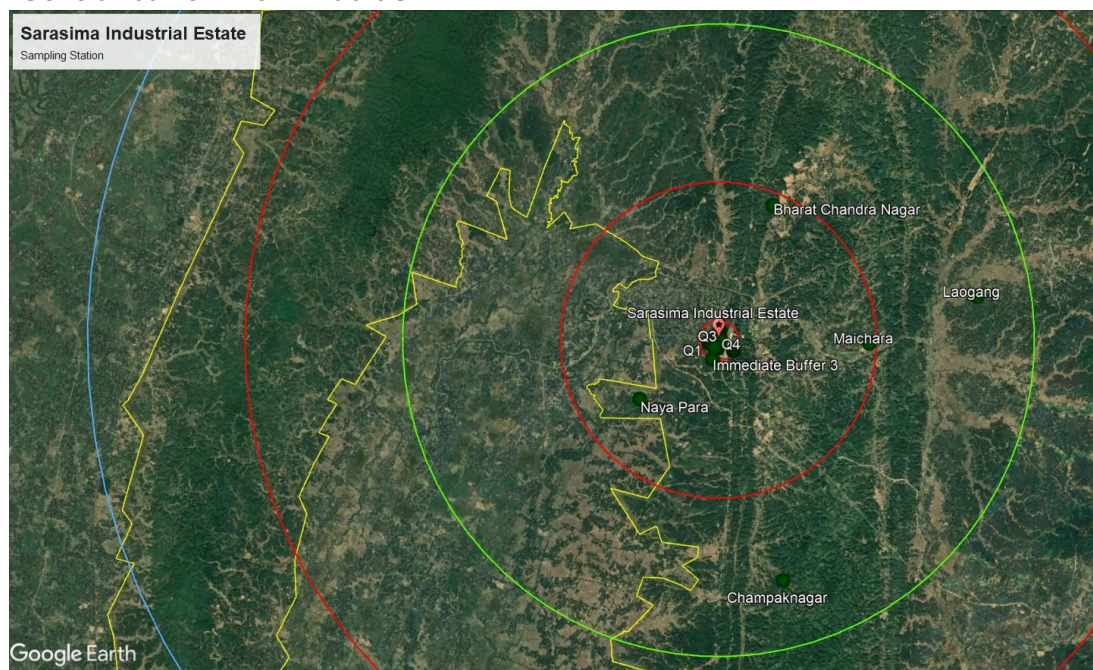 Sarasima Industrial Estate
Sampling Station
Bharat Chandra Nagar
Laogang
Sarasima Industrial Estate
Q3
Maichara
Q1
Q4
Immediate Buffer 3
Naya Para
Champaknagar
Google Earth